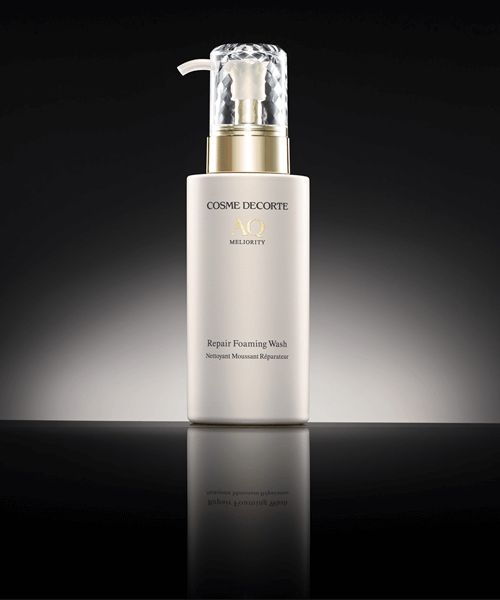 COSME DECORTE
AQ
MELIORITY
Repair Foaming Wash
Nettoyant Moussant Réparateur